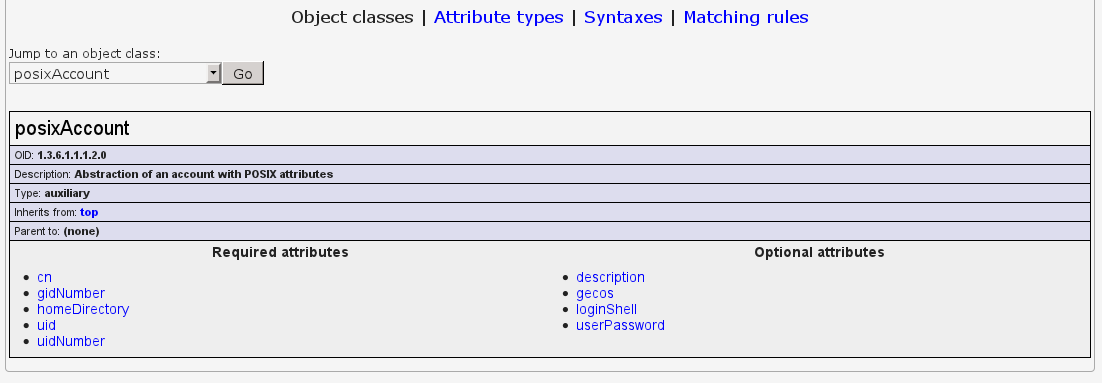 Object classes | Attribute types | Syntaxes | Matching rules
Jump to an object class:
posixAccount Go
posixAccount
OID: 1.3.6.1.1.1.2.0
Description: Abstraction of an account with POSIX attributes
Type: auxiliary
Inherits from: top
Parent to: (none)
Required attributes Optional attributes
cn description
gidNumber gecos
homeDirectory loginShell
uid userPassword
uidNumber